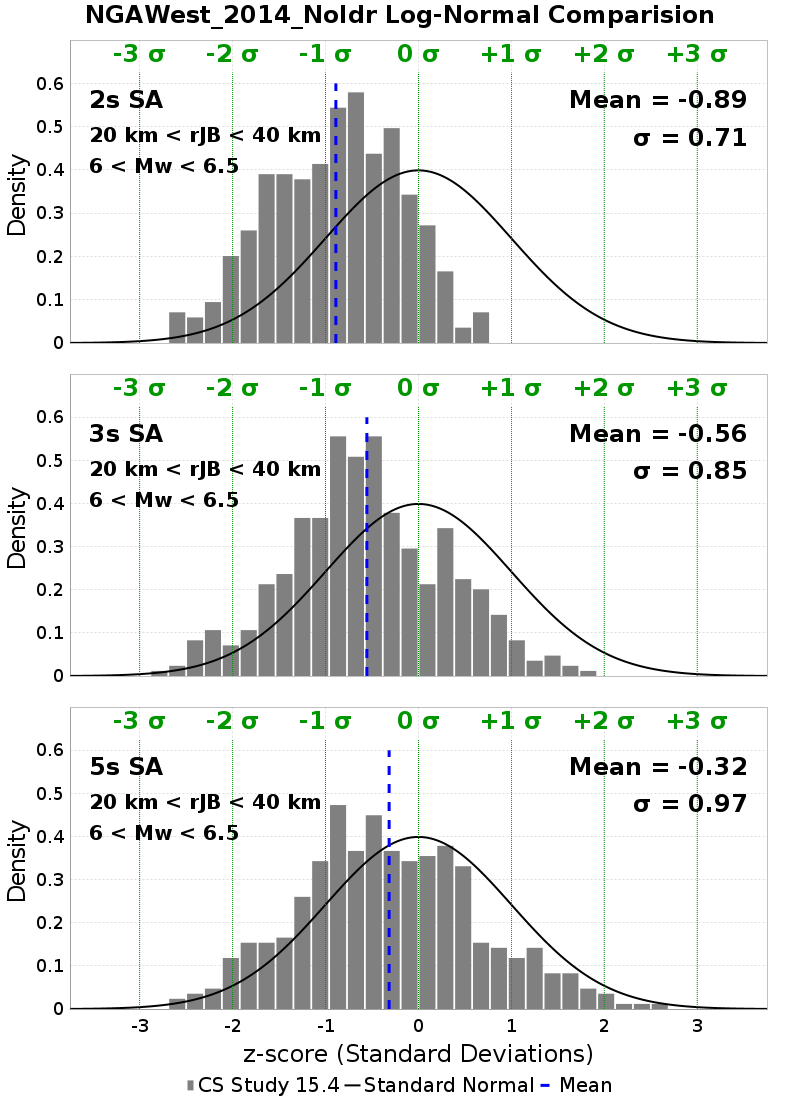 NGAWest_2014_NoIdr Log-Normal Comparision
-3 σ -2 σ -1 σ 0 σ +1 σ +2 σ +3 σ
0.6
2s SA Mean = -0.89
0.5
20 km < rJB < 40 km σ = 0.71
6 < Mw < 6.5
0.4
0.3
0.2
0.1
0
Density
-3 σ -2 σ -1 σ 0 σ +1 σ +2 σ +3 σ
0.6
3s SA Mean = -0.56
0.5
20 km < rJB < 40 km σ = 0.85
6 < Mw < 6.5
0.4
0.3
0.2
0.1
0
Density
-3 σ -2 σ -1 σ 0 σ +1 σ +2 σ +3 σ
0.6
5s SA Mean = -0.32
0.5
20 km < rJB < 40 km σ = 0.97
6 < Mw < 6.5
0.4
0.3
0.2
0.1
0
Density
-3 -2 -1 0 1 2 3
z-score (Standard Deviations)
CS Study 15.4 Standard Normal Mean